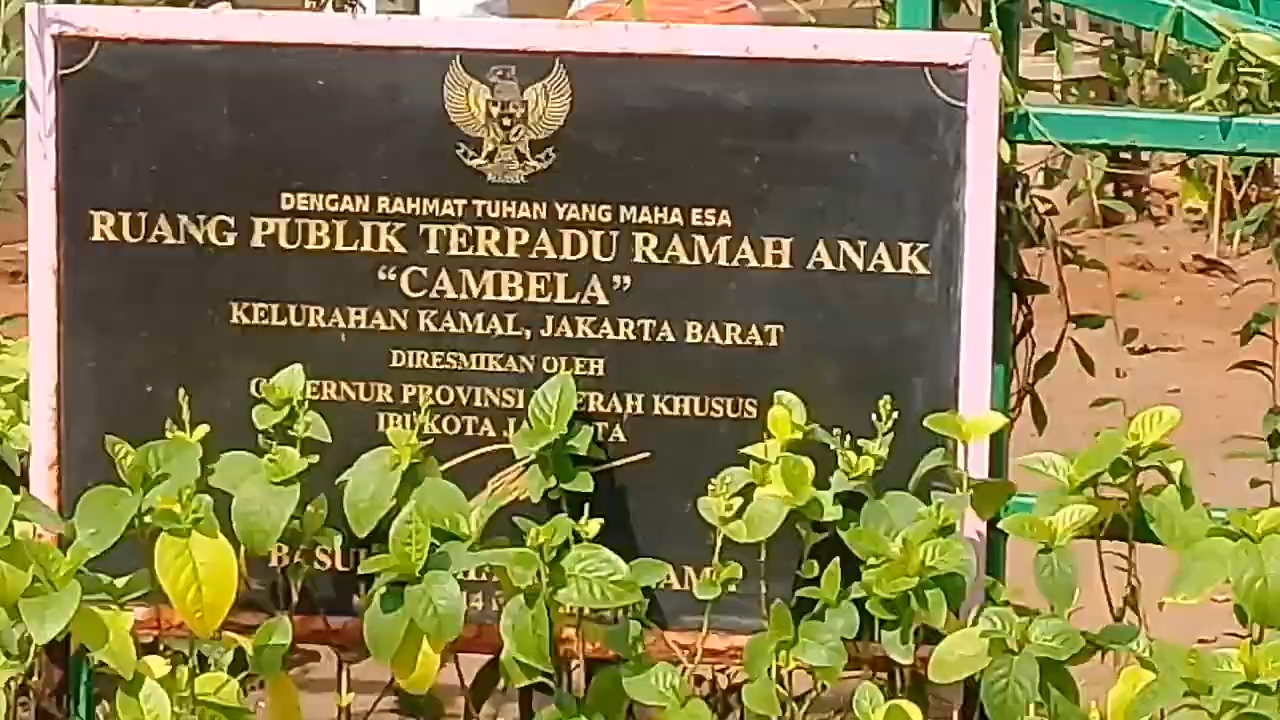 DENGAN RAHMAT TUHAN YANG MAHA ESA
RUANG PUBLIK TERPADU RAMAH ANAK
“CAMBELA”
KELURAHAN KAMAL, JAKARTA BARAT
DIRESMIKAN OLEH
GUBERNUR PROVINSI DAERAH KHUSUS
IBUKOTA JAKARTA